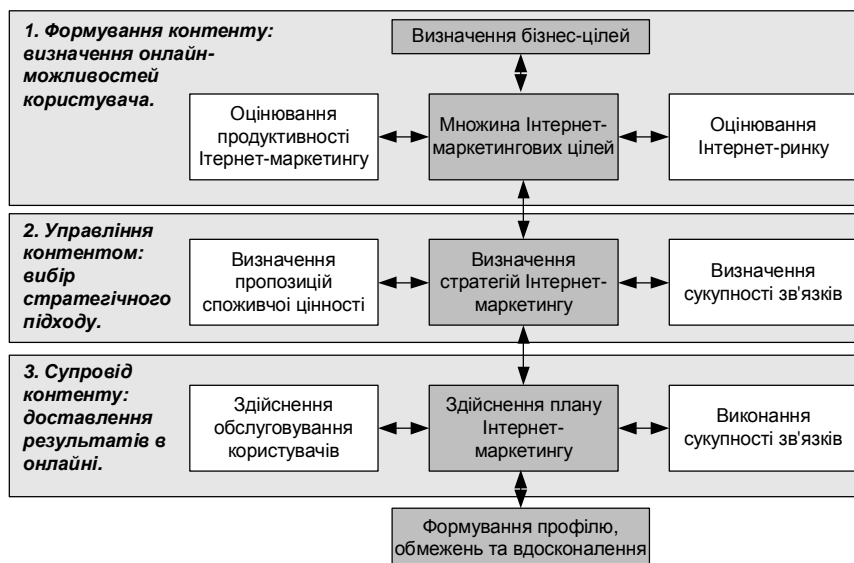 1. Формування контенту:
визначення онлайн-
можливостей
користувача.
Визначення бізнес-цілей
Оцінювання
продуктивності
Ітернет-маркетингу
Множина Інтернет-
маркетингових цілей
Оцінювання
Інтернет-ринку
2. Управління
контентом:
вибір
стратегічного
підходу.
Визначення
пропозицій
споживчої цінності
Визначення
стратегій Інтернет-
маркетингу
Визначення
сукупності зв'язків
3. Супровід
контенту:
доставлення
результатів в
онлайні.
Здійснення
обслуговування
користувачів
Здійснення плану
Інтернет-
маркетингу
Виконання
сукупності зв'язків
Формування профілю,
обмежень та вдосконалення